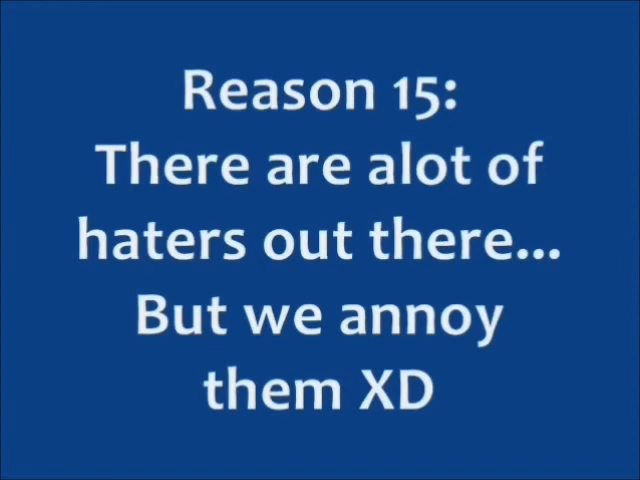 Reason 15:
There are alot of
haters out there...
But we annoy
them XD